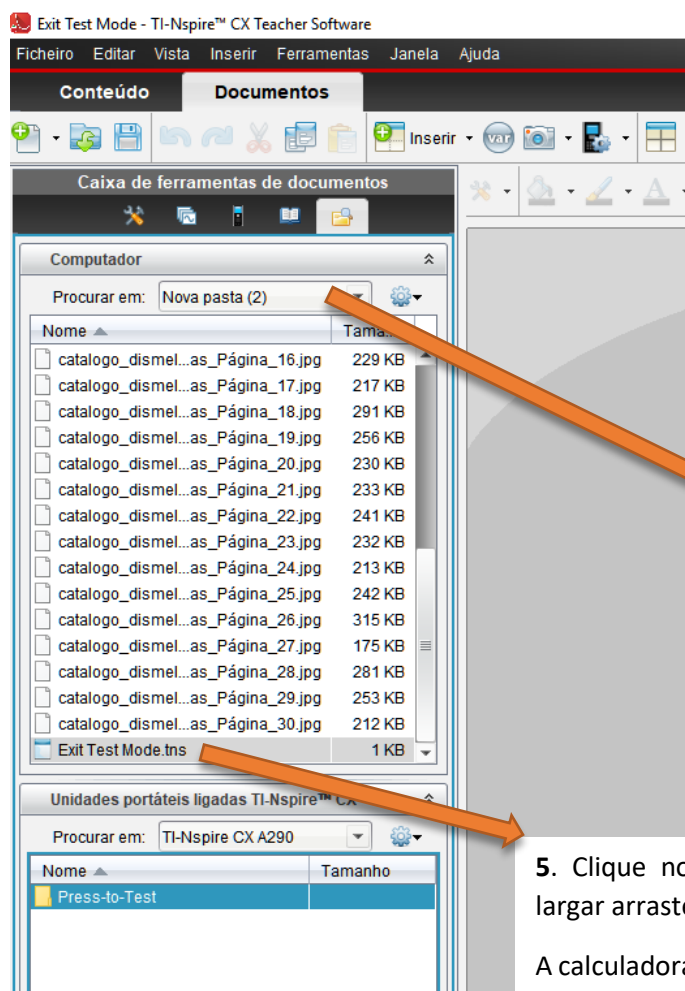 Exit Test Mode - TI-Nspire™ CX Teacher Software
Ficheiro Editar Vista Inserir Ferramentas Janela Ajuda
Conteúdo Documentos
Inserir var
Caixa de ferramentas de documentos
Computador
Procurar em: Nova pasta (2)
Nome Tama...
catalogo_dismel...as_Página_16.jpg 229 KB
catalogo_dismel...as_Página_17.jpg 217 KB
catalogo_dismel...as_Página_18.jpg 291 KB
catalogo_dismel...as_Página_19.jpg 256 KB
catalogo_dismel...as_Página_20.jpg 230 KB
catalogo_dismel...as_Página_21.jpg 233 KB
catalogo_dismel...as_Página_22.jpg 241 KB
catalogo_dismel...as_Página_23.jpg 232 KB
catalogo_dismel...as_Página_24.jpg 213 KB
catalogo_dismel...as_Página_25.jpg 242 KB
catalogo_dismel...as_Página_26.jpg 315 KB
catalogo_dismel...as_Página_27.jpg 175 KB
catalogo_dismel...as_Página_28.jpg 281 KB
catalogo_dismel...as_Página_29.jpg 253 KB
catalogo_dismel...as_Página_30.jpg 212 KB
Exit Test Mode.tns 1 KB
Unidades portáteis ligadas TI-Nspire™ CX
Procurar em: TI-Nspire CX A290
Nome Tamanho
Press-to-Test
5. Clique no
largar arraste
A calculadora